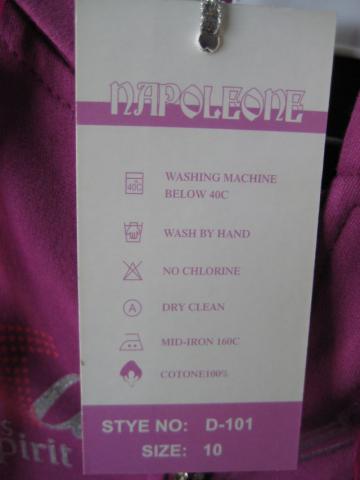 NAPOLEONE
40C
WASHING MACHINE
BELOW 40C
WASH BY HAND
NO CHLORINE
A
DRY CLEAN
MID-IRON 160C
COTONE100%
STYE NO: D-101
SIZE: 10
pirit